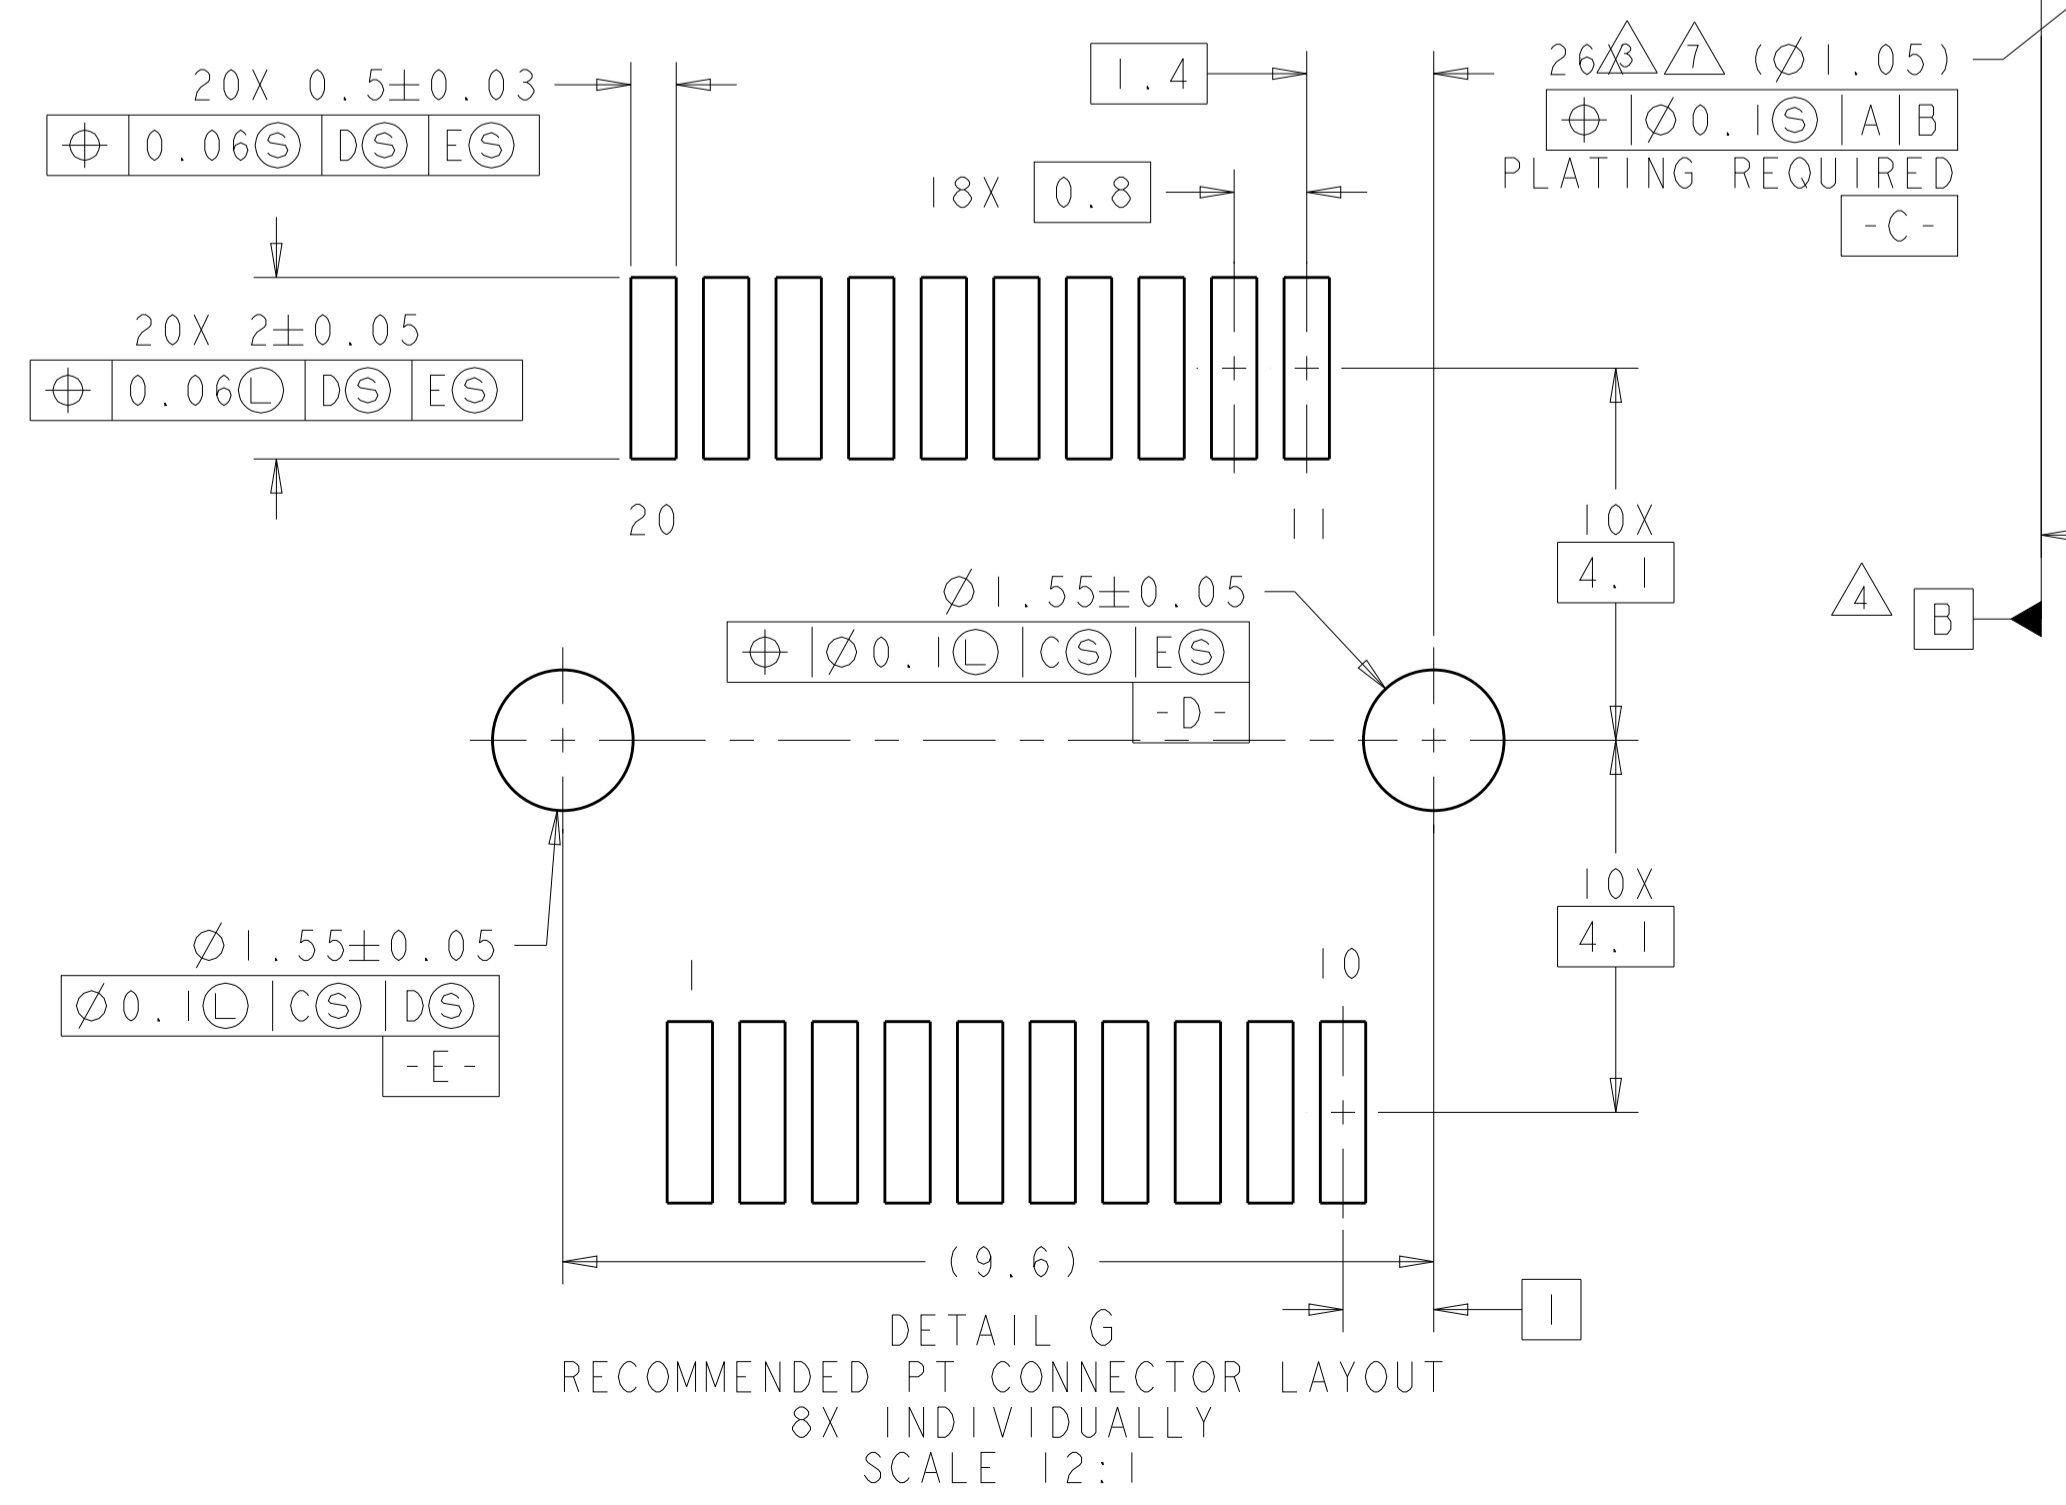 20X 0.5±0.03
⌖ 0.06Ⓢ DⓈ EⓈ
1.4
18X 0.8
26X 3 7 (Ø1.05)
⌖ Ø0.1Ⓢ A B
PLATING REQUIRED
-C-
20X 2±0.05
⌖ 0.06Ⓛ DⓈ EⓈ
20
11
10X
4.1
Ø1.55±0.05
⌖ Ø0.1Ⓛ CⓈ EⓈ
-D-
4 B
Ø1.55±0.05
Ø0.1Ⓛ CⓈ DⓈ
-E-
1
10
10X
4.1
(9.6)
1
DETAIL G
RECOMMENDED PT CONNECTOR LAYOUT
8X INDIVIDUALLY
SCALE 12:1